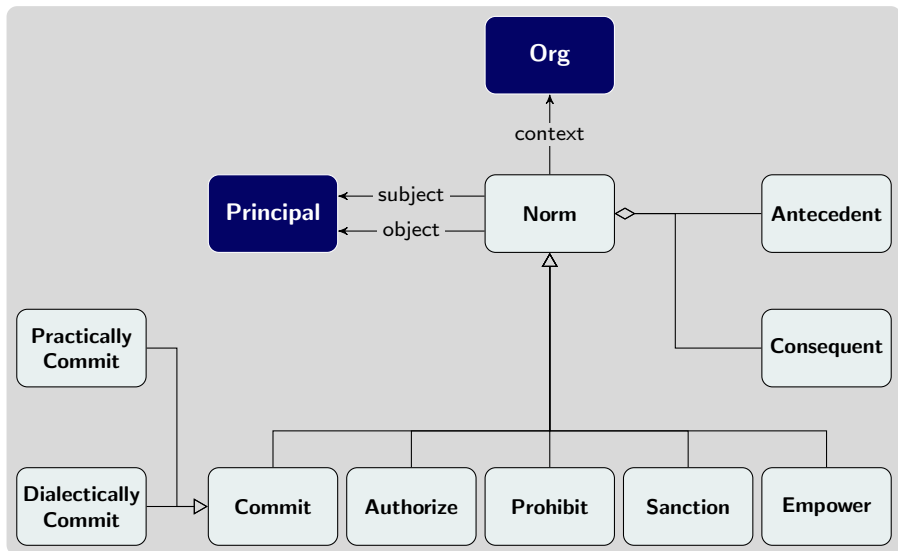 Org
context
Principal
subject
object
Norm
Antecedent
Practically
Commit
Consequent
Dialectically
Commit
Commit
Authorize
Prohibit
Sanction
Empower